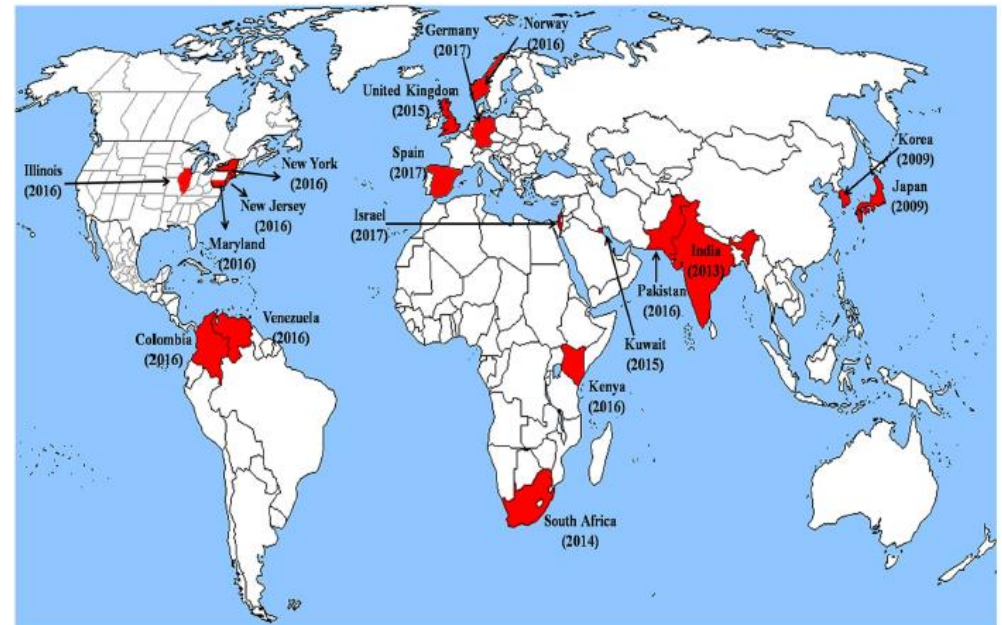 Germany
(2017)
Norway
(2016)
United Kingdom
(2015)
Spain
(2017)
Israel
(2017)
Illinois
(2016)
New York
(2016)
New Jersey
(2016)
Maryland
(2016)
Korea
(2009)
Japan
(2009)
India
(2013)
Pakistan
(2016)
Kuwait
(2015)
Venezuela
(2016)
Colombia
(2016)
Kenya
(2016)
South Africa
(2014)